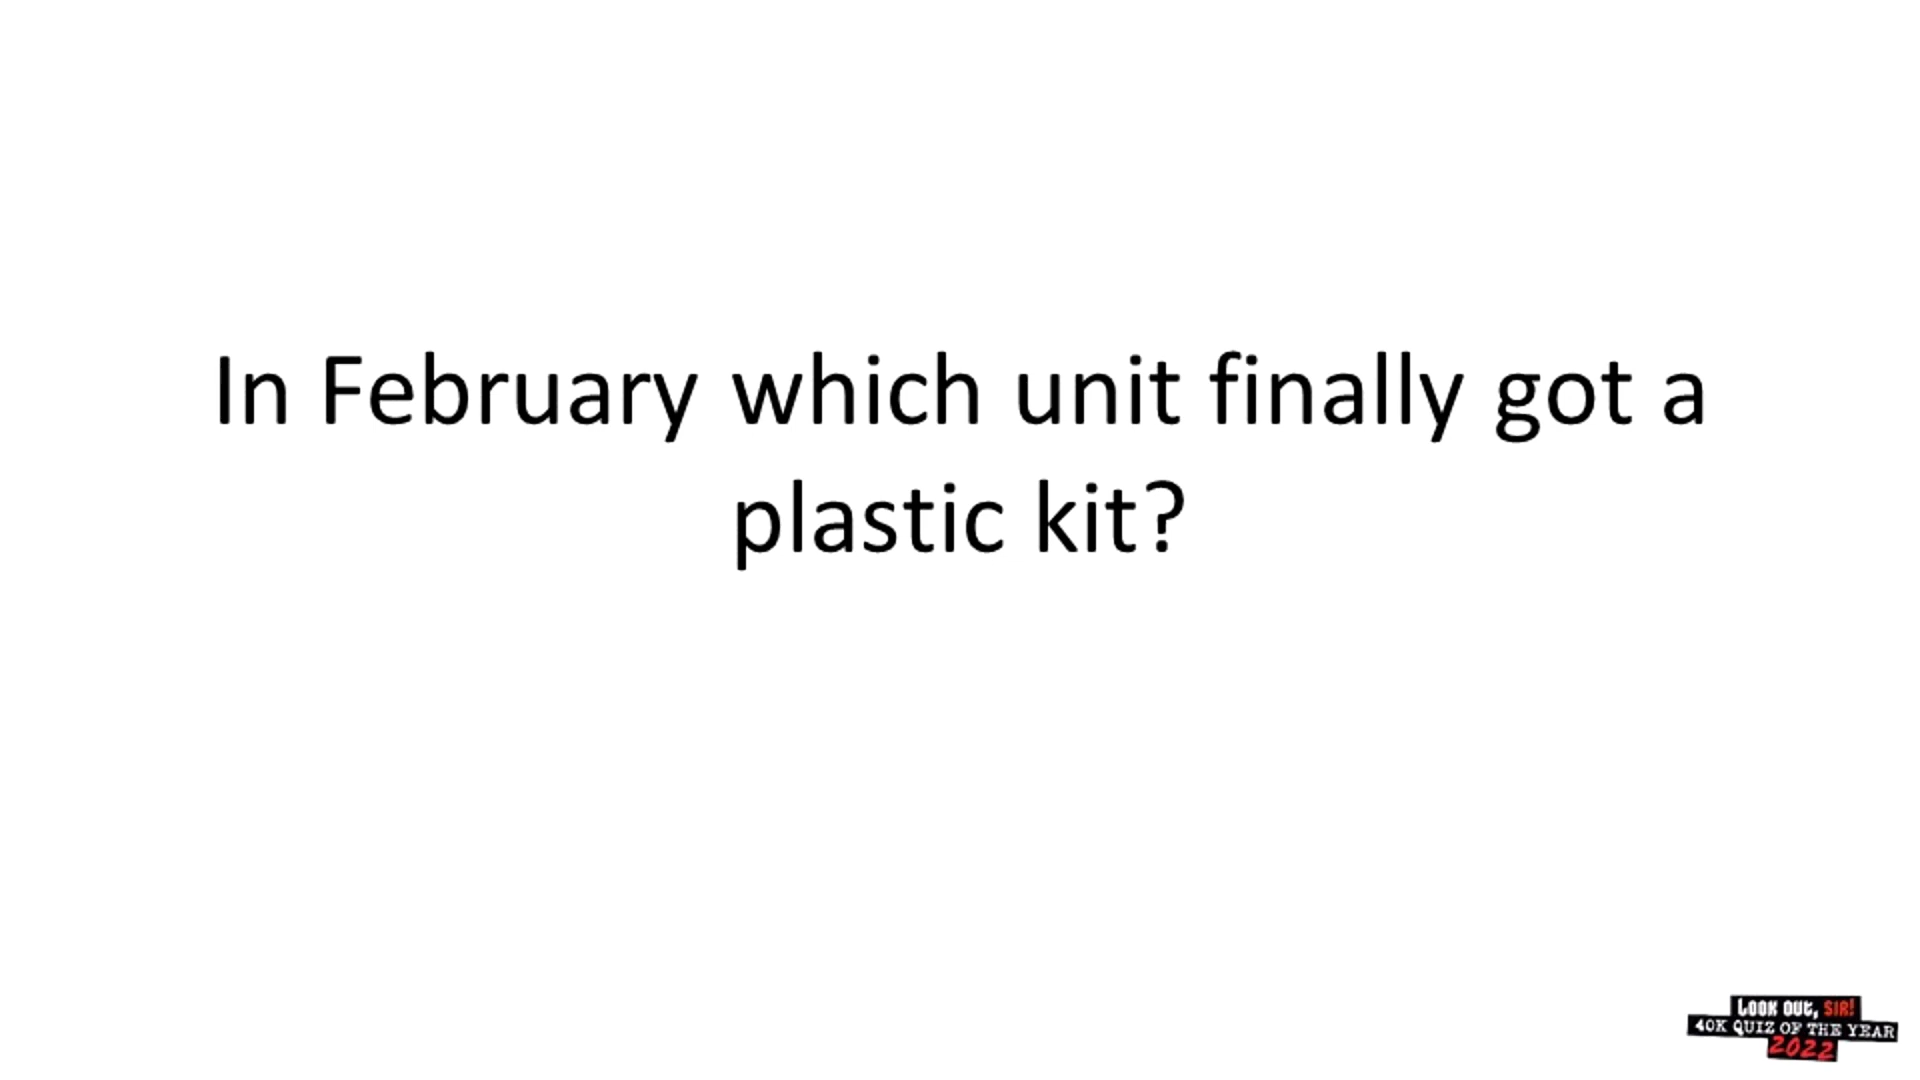 In February which unit finally got a
plastic kit?
LOOK OUT, SIR!
40K QUIZ OF THE YEAR
2022